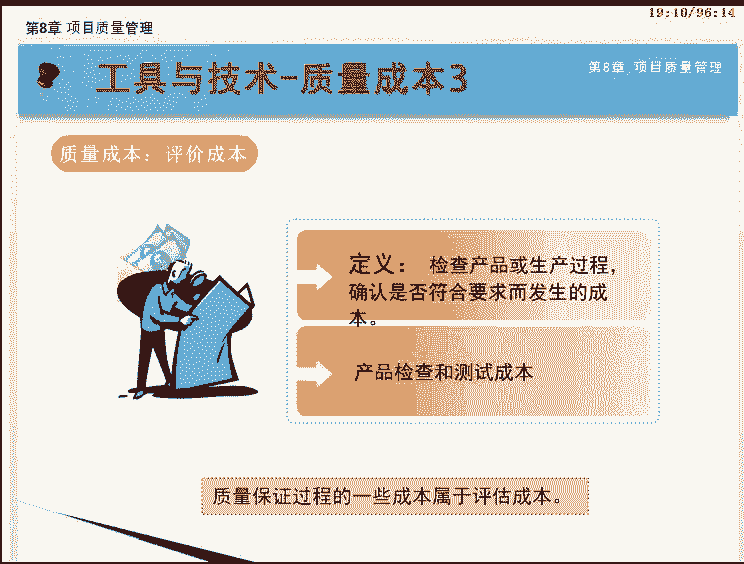 19:10/96:14
第8章 项目质量管理
工具与技术-质量成本3
第8章 项目质量管理
质量成本：评价成本
定义： 检查产品或生产过程，
确认是否符合要求而发生的成
本。
产品检查和测试成本
质量保证过程的一些成本属于评估成本。